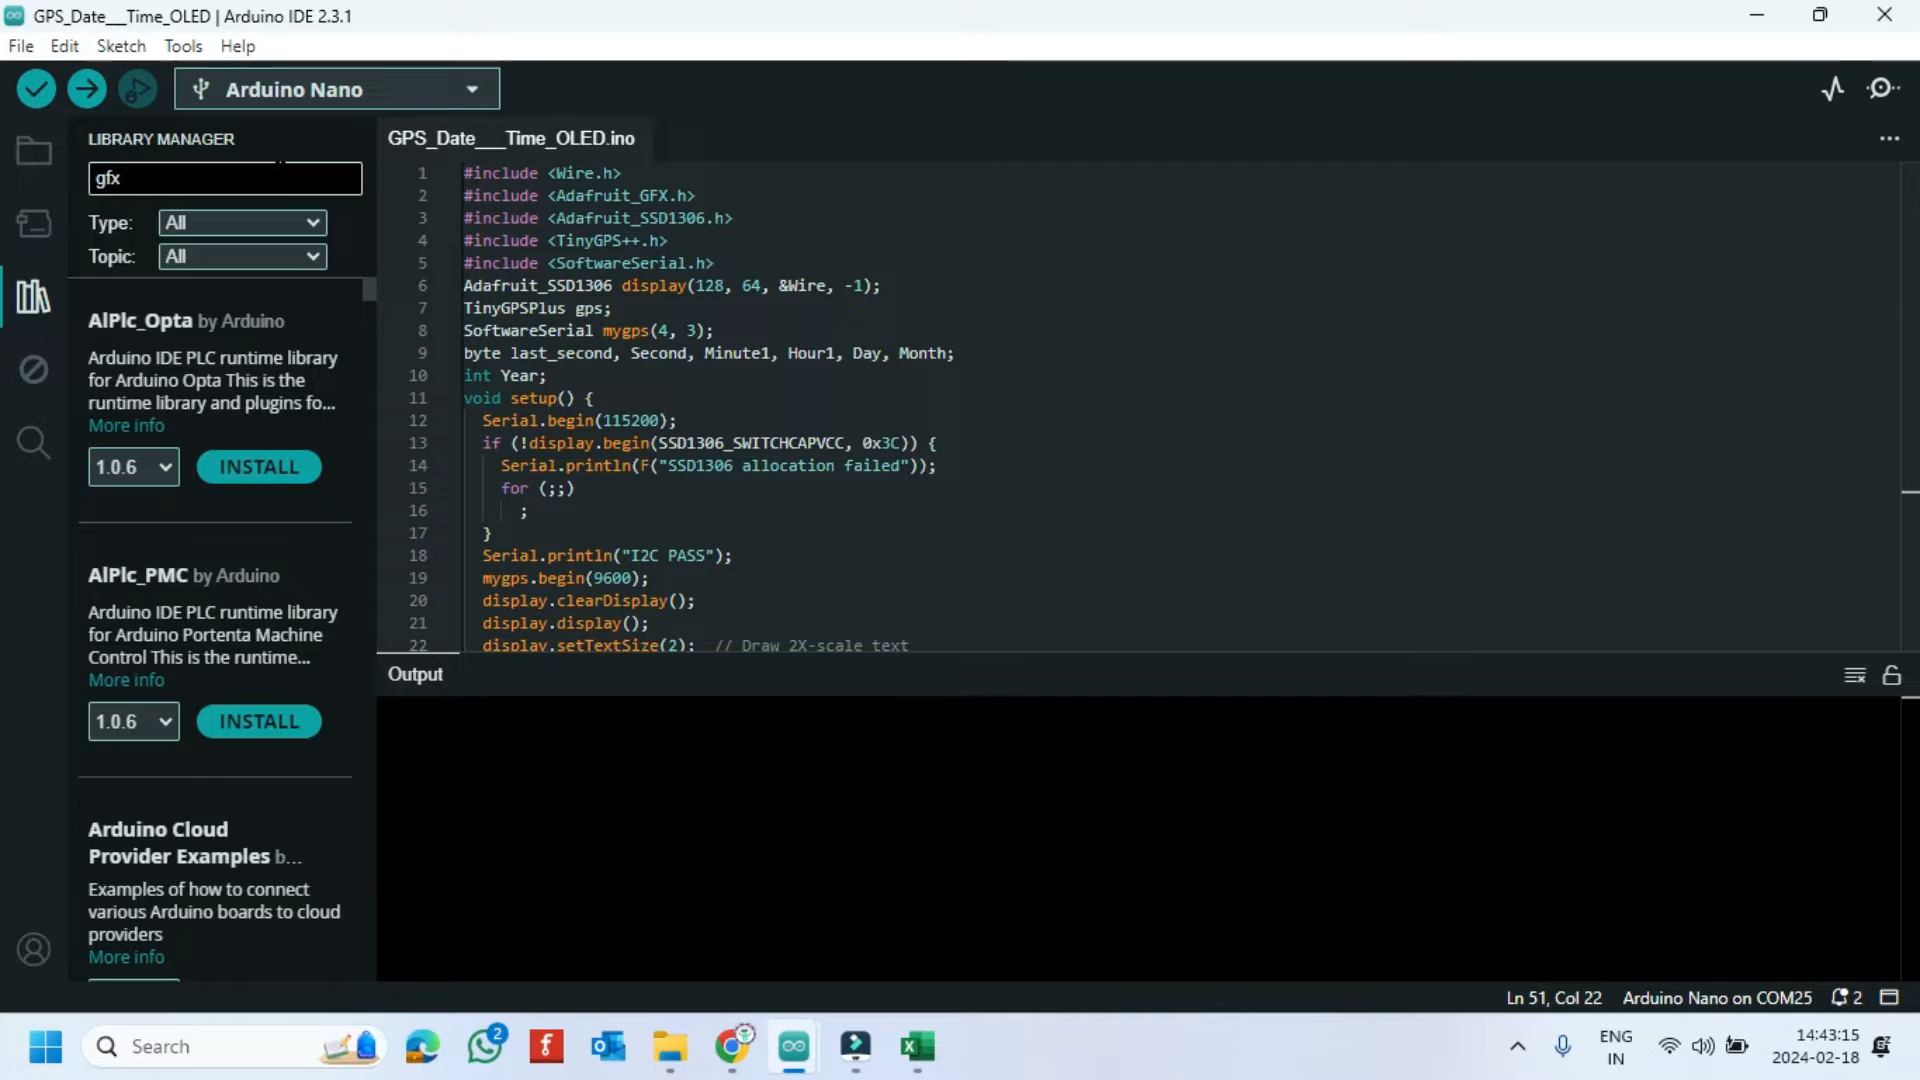 GPS_Date___Time_OLED | Arduino IDE 2.3.1
File Edit Sketch Tools Help
Arduino Nano
LIBRARY MANAGER
gfx
Type: All
Topic: All
AlPlc_Opta by Arduino
Arduino IDE PLC runtime library
for Arduino Opta This is the
runtime library and plugins fo...
More info
1.0.6 INSTALL
AlPlc_PMC by Arduino
Arduino IDE PLC runtime library
for Arduino Portenta Machine
Control This is the runtime...
More info
1.0.6 INSTALL
Arduino Cloud
Provider Examples b...
Examples of how to connect
various Arduino boards to cloud
providers
More info
GPS_Date___Time_OLED.ino
1 #include <Wire.h>
2 #include <Adafruit_GFX.h>
3 #include <Adafruit_SSD1306.h>
4 #include <TinyGPS++.h>
5 #include <SoftwareSerial.h>
6 Adafruit_SSD1306 display(128, 64, &Wire, -1);
7 TinyGPSPlus gps;
8 SoftwareSerial mygps(4, 3);
9 byte last_second, Second, Minute1, Hour1, Day, Month;
10 int Year;
11 void setup() {
12 Serial.begin(115200);
13 if (!display.begin(SSD1306_SWITCHCAPVCC, 0x3C)) {
14 Serial.println(F("SSD1306 allocation failed"));
15 for (;;)
16 ;
17 }
18 Serial.println("I2C PASS");
19 mygps.begin(9600);
20 display.clearDisplay();
21 display.display();
22 display.setTextSize(2); // Draw 2X-scale text
Output
Ln 51, Col 22 Arduino Nano on COM25 2
Search
2
ENG
IN
14:43:15
2024-02-18